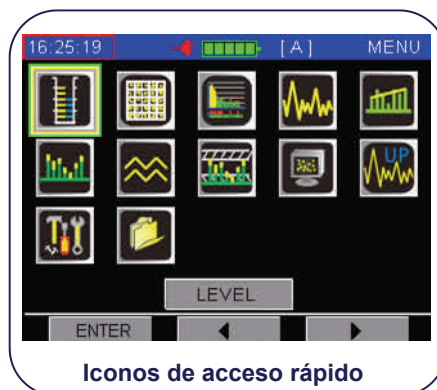 16:25:19 [A] MENU
UP
LEVEL
ENTER
Iconos de acceso rápido